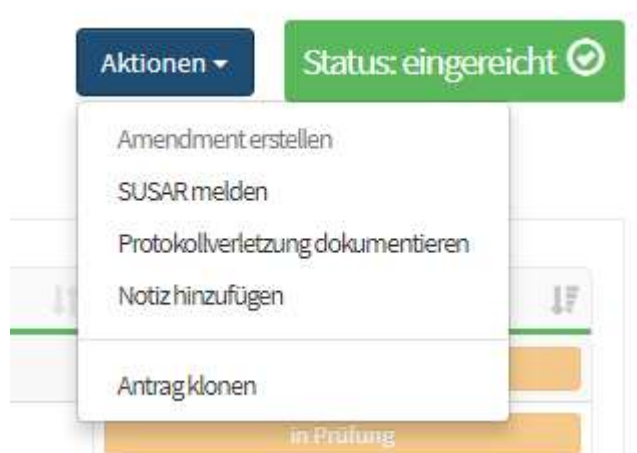 Aktionen
Status: eingereicht
Amendment erstellen
SUSAR melden
Protokollverletzung dokumentieren
Notiz hinzufügen
Antrag klonen
in Prüfung